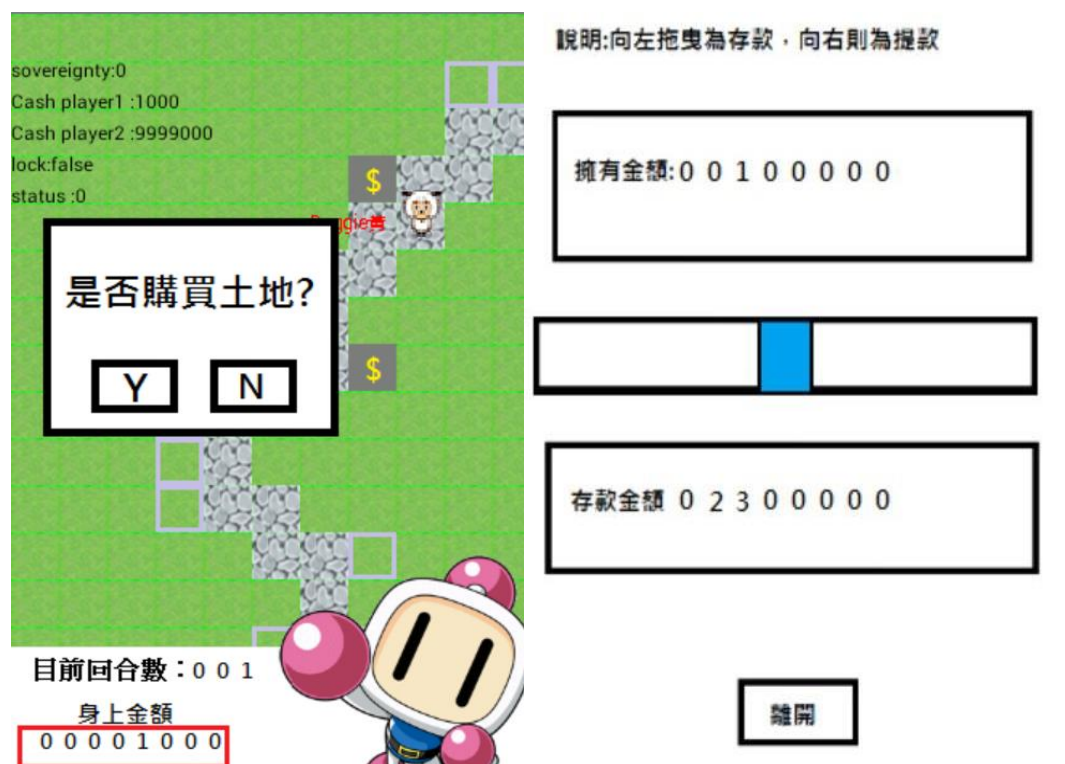 sovereignty:0
Cash player1 :1000
Cash player2 :9999000
lock:false
status :0
$
是否購買土地?
Y
N
$
目前回合數：0 0 1
身上金額
0 0 0 0 1 0 0 0
說明:向左拖曳為存款，向右則為提款
擁有金額:0 0 1 0 0 0 0 0
存款金額 0 2 3 0 0 0 0 0
離開